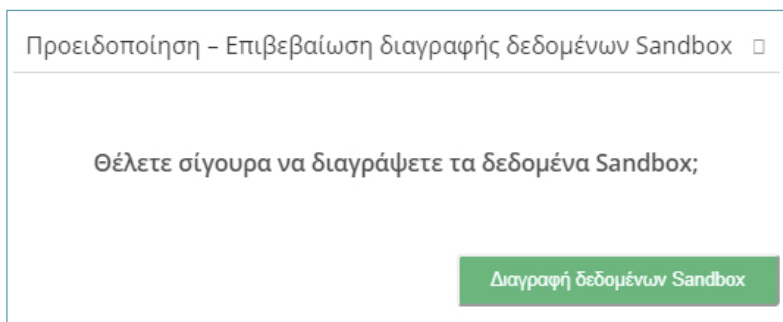 Προειδοποίηση – Επιβεβαίωση διαγραφής δεδομένων Sandbox
Θέλετε σίγουρα να διαγράψετε τα δεδομένα Sandbox;
Διαγραφή δεδομένων Sandbox